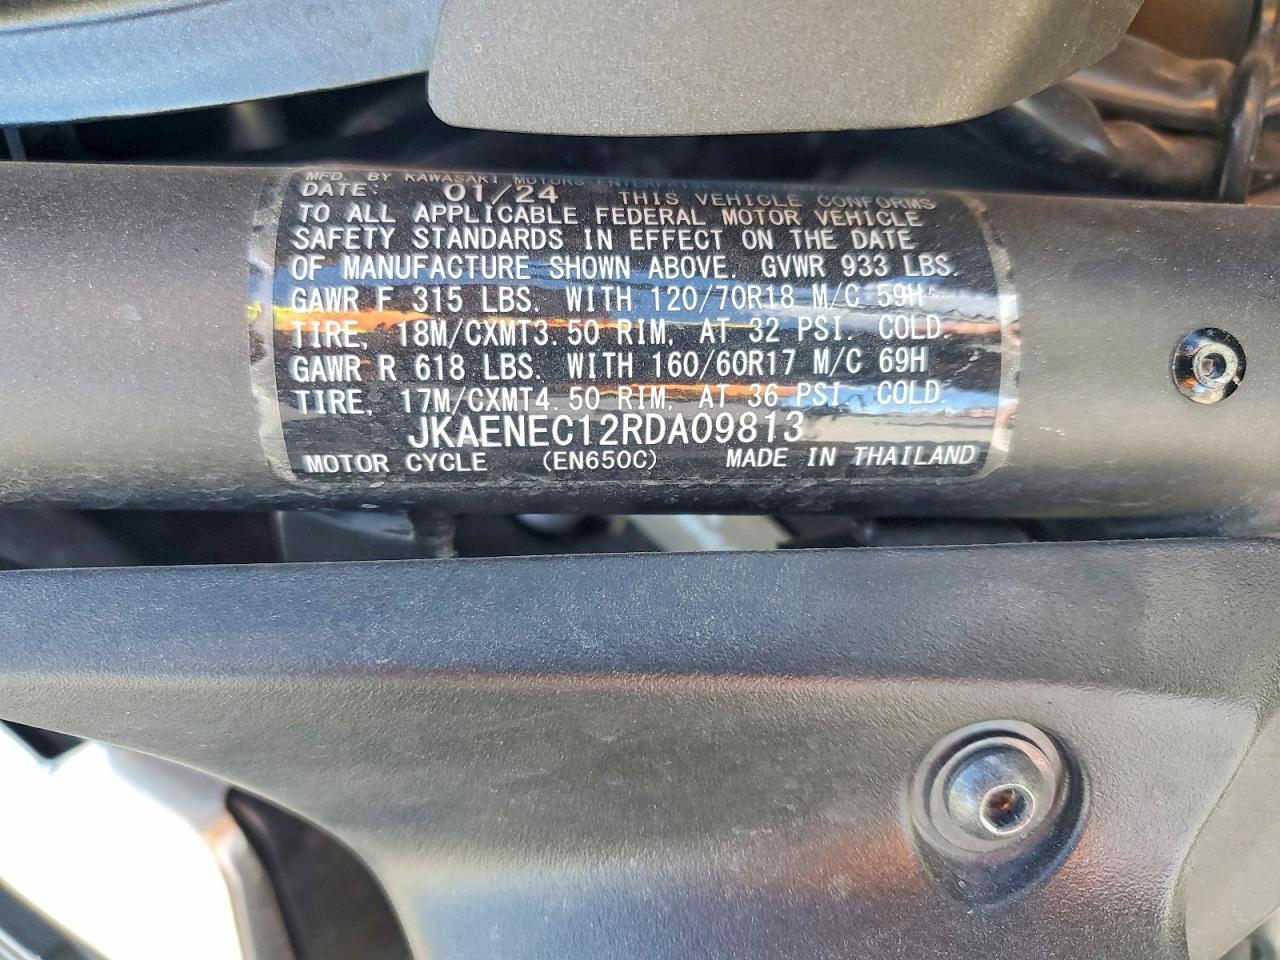 MFD. BY KAWASAKI MOTORS
DATE: 01/24 THIS VEHICLE CONFORMS
TO ALL APPLICABLE FEDERAL MOTOR VEHICLE
SAFETY STANDARDS IN EFFECT ON THE DATE
OF MANUFACTURE SHOWN ABOVE. GVWR 933 LBS.
GAWR F 315 LBS. WITH 120/70R18 M/C 59H
TIRE, 18M/CXMT3.50 RIM, AT 32 PSI. COLD.
GAWR R 618 LBS. WITH 160/60R17 M/C 69H
TIRE, 17M/CXMT4.50 RIM, AT 36 PSI. COLD.
JKAENEC12RDA09813
MOTOR CYCLE (EN650C) MADE IN THAILAND